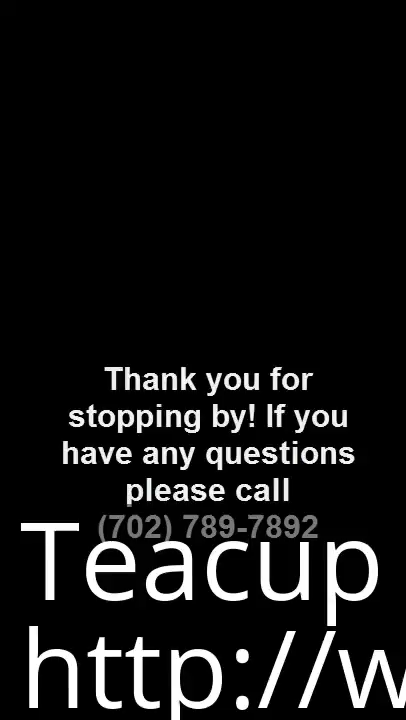 Thank you for
stopping by! If you
have any questions
please call
(702) 789-7892
Teacup
http://w